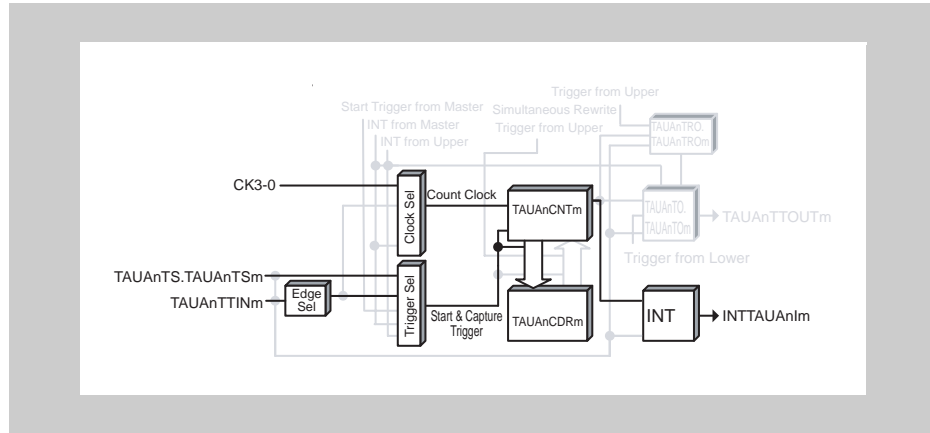 Trigger from Upper
Start Trigger from Master
Simultaneous Rewrite
INT from Master
Trigger from Upper
INT from Upper
TAUAnTRO.
TAUAnTROm
CK3-0
Clock Sel
Count Clock
TAUAnCNTm
TAUAnTO.
TAUAnTOm
TAUAnTTOUTm
Trigger from Lower
TAUAnTS.TAUAnTSm
TAUAnTTINm
Edge
Sel
Trigger Sel
Start & Capture
Trigger
TAUAnCDRm
INT
INTTAUAnIm